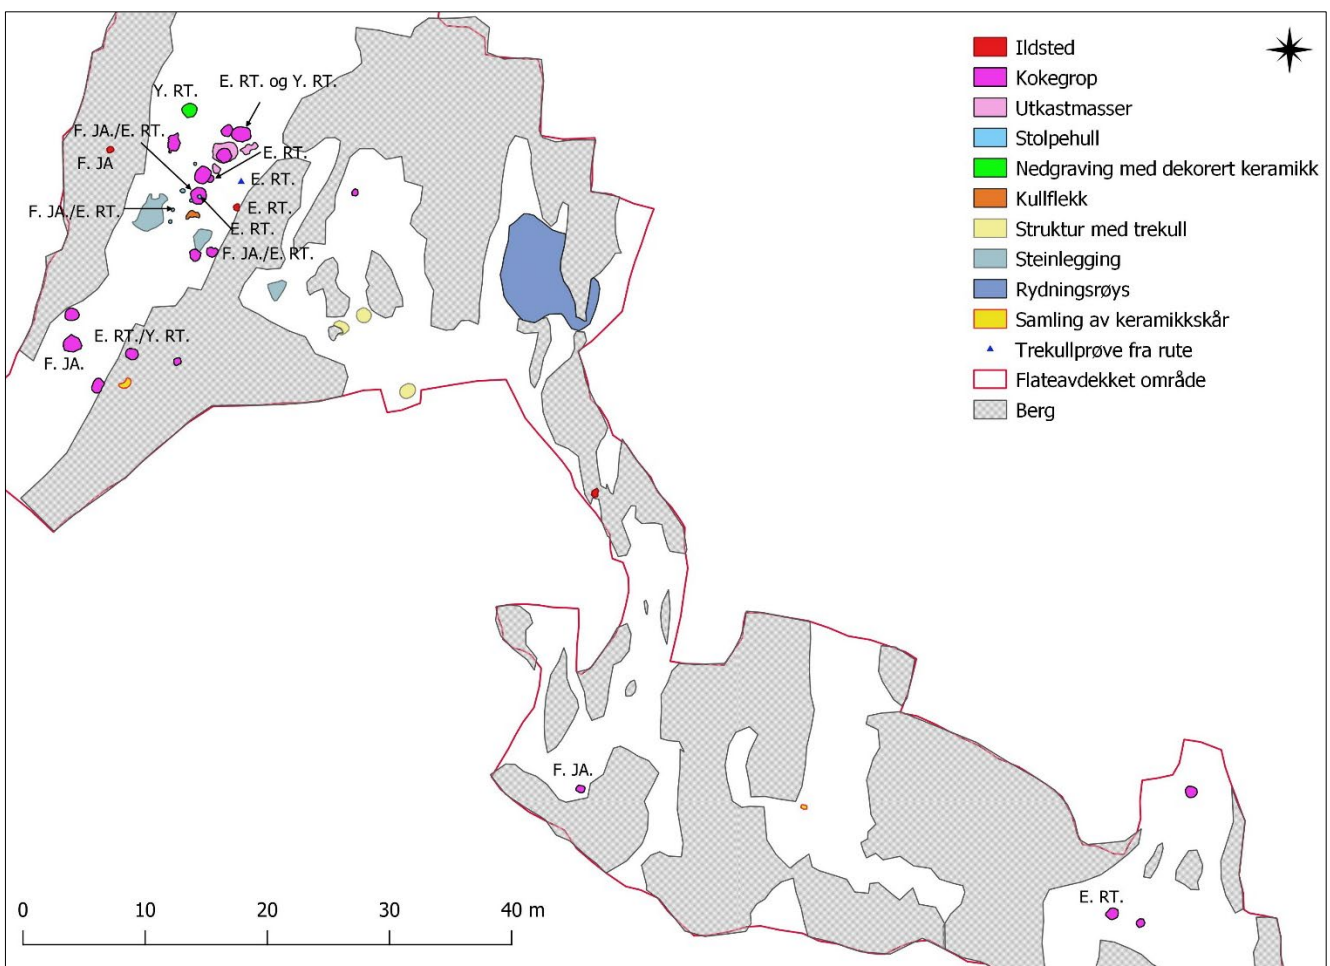 E. RT. og Y. RT.
Y. RT.
F. JA./E. RT.
F. JA
E. RT.
E. RT.
F. JA./E. RT.
E. RT.
E. RT.
F. JA./E. RT.
E. RT./Y. RT.
F. JA.
F. JA.
E. RT.
0 10 20 30 40 m
Ildsted
Kokegrop
Utkastmasser
Stolpehull
Nedgraving med dekorert keramikk
Kullflekk
Struktur med trekull
Steinlegging
Rydningsrøys
Samling av keramikkskår
Trekullprøve fra rute
Flateavdekket område
Berg